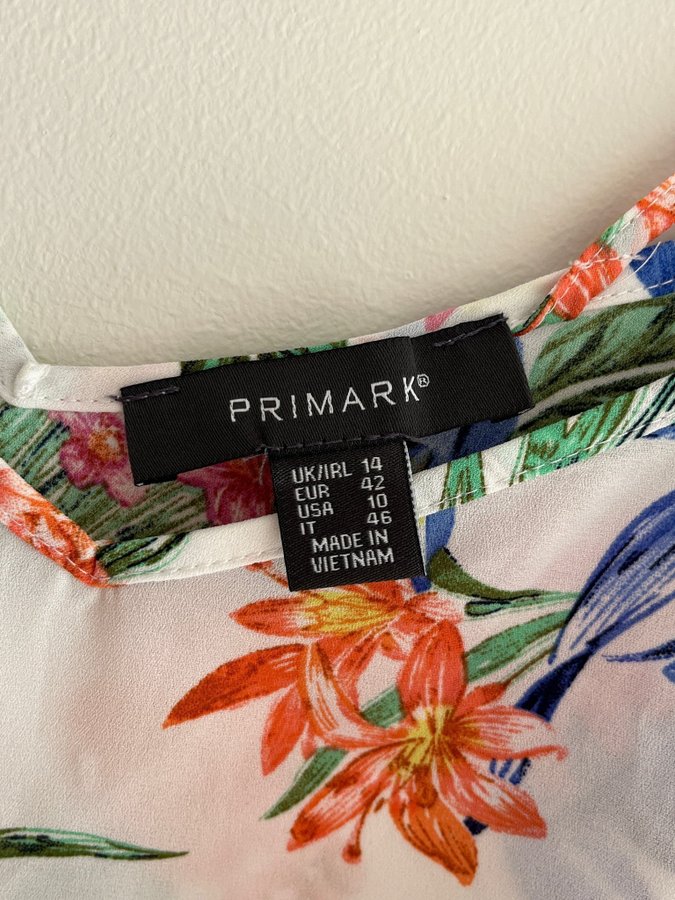 PRIMARK®
UK/IRL 14
EUR 42
USA 10
IT 46
MADE IN
VIETNAM